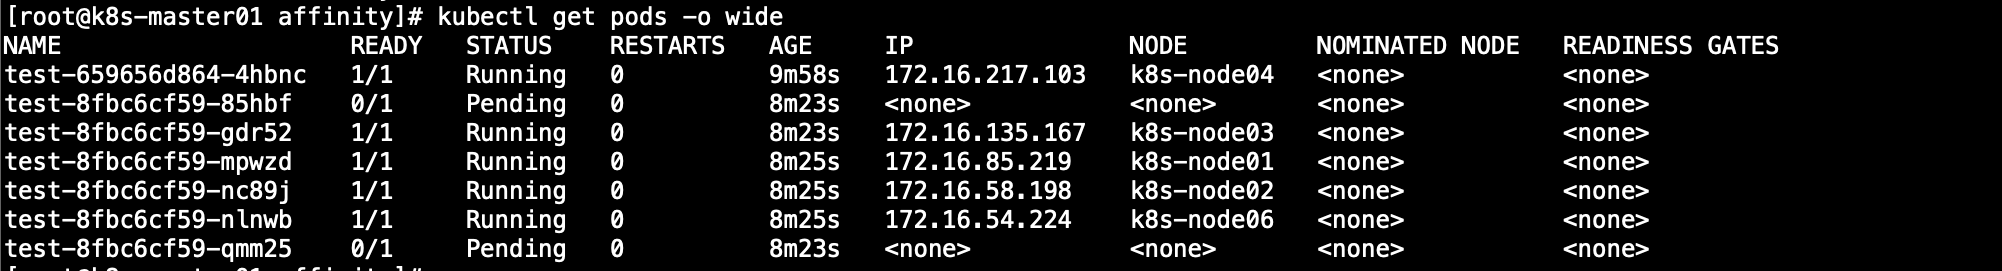 [root@k8s-master01 affinity]# kubectl get pods -o wide
NAME                    READY   STATUS    RESTARTS   AGE     IP               NODE         NOMINATED NODE   READINESS GATES
test-659656d864-4hbnc   1/1     Running   0          9m58s   172.16.217.103   k8s-node04   <none>           <none>
test-8fbc6cf59-85hbf    0/1     Pending   0          8m23s   <none>           <none>       <none>           <none>
test-8fbc6cf59-gdr52    1/1     Running   0          8m23s   172.16.135.167   k8s-node03   <none>           <none>
test-8fbc6cf59-mpwzd    1/1     Running   0          8m25s   172.16.85.219    k8s-node01   <none>           <none>
test-8fbc6cf59-nc89j    1/1     Running   0          8m25s   172.16.58.198    k8s-node02   <none>           <none>
test-8fbc6cf59-nlnwb    1/1     Running   0          8m25s   172.16.54.224    k8s-node06   <none>           <none>
test-8fbc6cf59-qmm25    0/1     Pending   0          8m23s   <none>           <none>       <none>           <none>